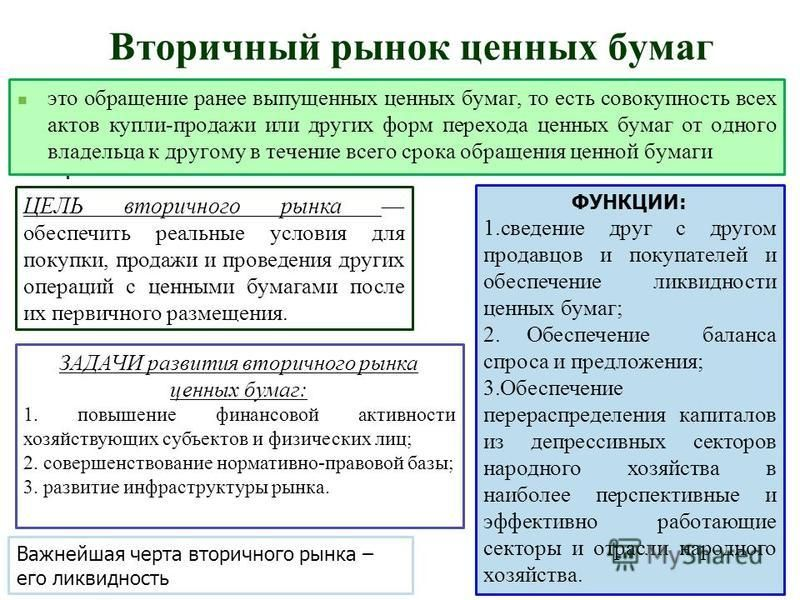 Вторичный рынок ценных бумаг
это обращение ранее выпущенных ценных бумаг, то есть совокупность всех
актов купли-продажи или других форм перехода ценных бумаг от одного
владельца к другому в течение всего срока обращения ценной бумаги
ЦЕЛЬ вторичного рынка —
обеспечить реальные условия для
покупки, продажи и проведения других
операций с ценными бумагами после
их первичного размещения.
ЗАДАЧИ развития вторичного рынка
ценных бумаг:
1. повышение финансовой активности
хозяйствующих субъектов и физических лиц;
2. совершенствование нормативно-правовой базы;
3. развитие инфраструктуры рынка.
Важнейшая черта вторичного рынка –
его ликвидность
ФУНКЦИИ:
1.сведение друг с другом
продавцов и покупателей и
обеспечение ликвидности
ценных бумаг;
2. Обеспечение баланса
спроса и предложения;
3.Обеспечение
перераспределения капиталов
из депрессивных секторов
народного хозяйства в
наиболее перспективные и
эффективно работающие
секторы и отрасли народного
хозяйства.
MyShared